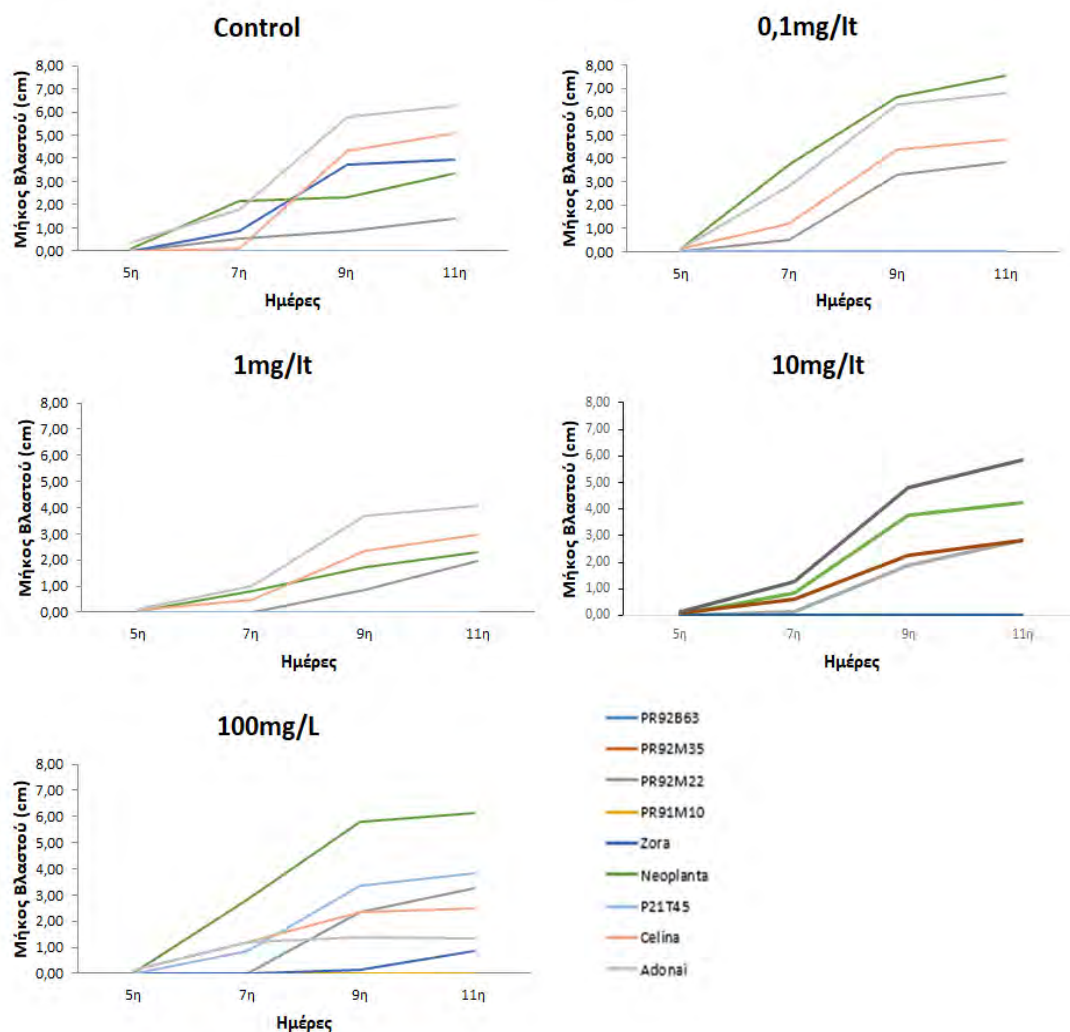 Control
Μήκος Βλαστού (cm)
8,00
7,00
6,00
5,00
4,00
3,00
2,00
1,00
0,00
5η 7η 9η 11η
Ημέρες
0,1mg/lt
Μήκος Βλαστού (cm)
8,00
7,00
6,00
5,00
4,00
3,00
2,00
1,00
0,00
5η 7η 9η 11η
Ημέρες
1mg/lt
Μήκος Βλαστού (cm)
8,00
7,00
6,00
5,00
4,00
3,00
2,00
1,00
0,00
5η 7η 9η 11η
Ημέρες
10mg/lt
Μήκος Βλαστού (cm)
8,00
7,00
6,00
5,00
4,00
3,00
2,00
1,00
0,00
5η 7η 9η 11η
Ημέρες
100mg/L
Μήκος Βλαστού (cm)
8,00
7,00
6,00
5,00
4,00
3,00
2,00
1,00
0,00
5η 7η 9η 11η
Ημέρες
PR92B63
PR92M35
PR92M22
PR91M10
Zora
Neoplanta
P21T45
Celina
Adonai